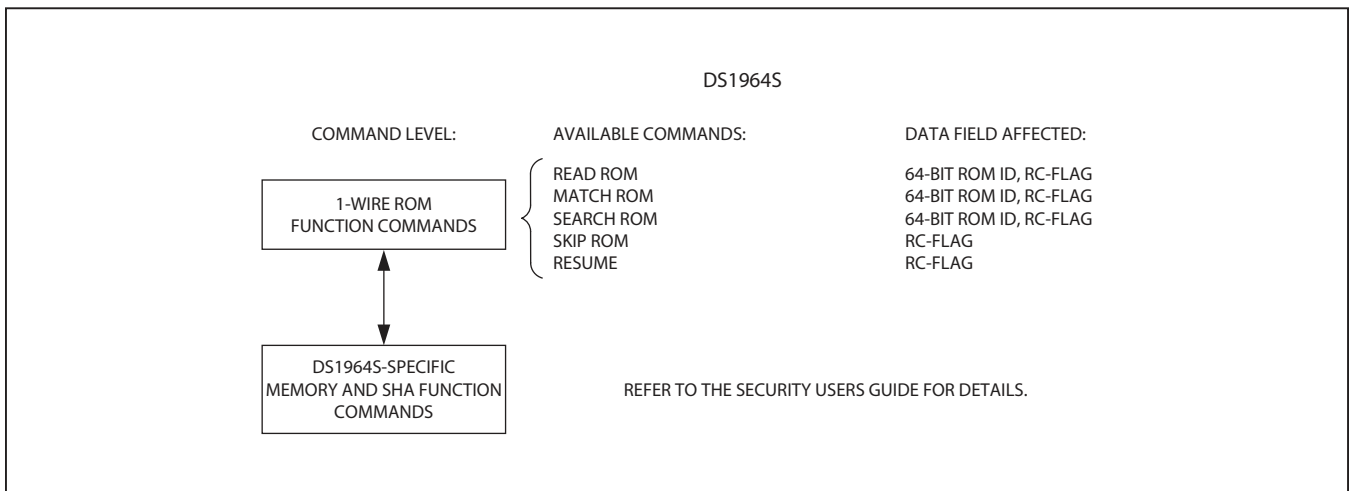 DS1964S
COMMAND LEVEL:
AVAILABLE COMMANDS:
DATA FIELD AFFECTED:
1-WIRE ROM
FUNCTION COMMANDS
READ ROM
64-BIT ROM ID, RC-FLAG
MATCH ROM
64-BIT ROM ID, RC-FLAG
SEARCH ROM
64-BIT ROM ID, RC-FLAG
SKIP ROM
RC-FLAG
RESUME
RC-FLAG
DS1964S-SPECIFIC
MEMORY AND SHA FUNCTION
COMMANDS
REFER TO THE SECURITY USERS GUIDE FOR DETAILS.